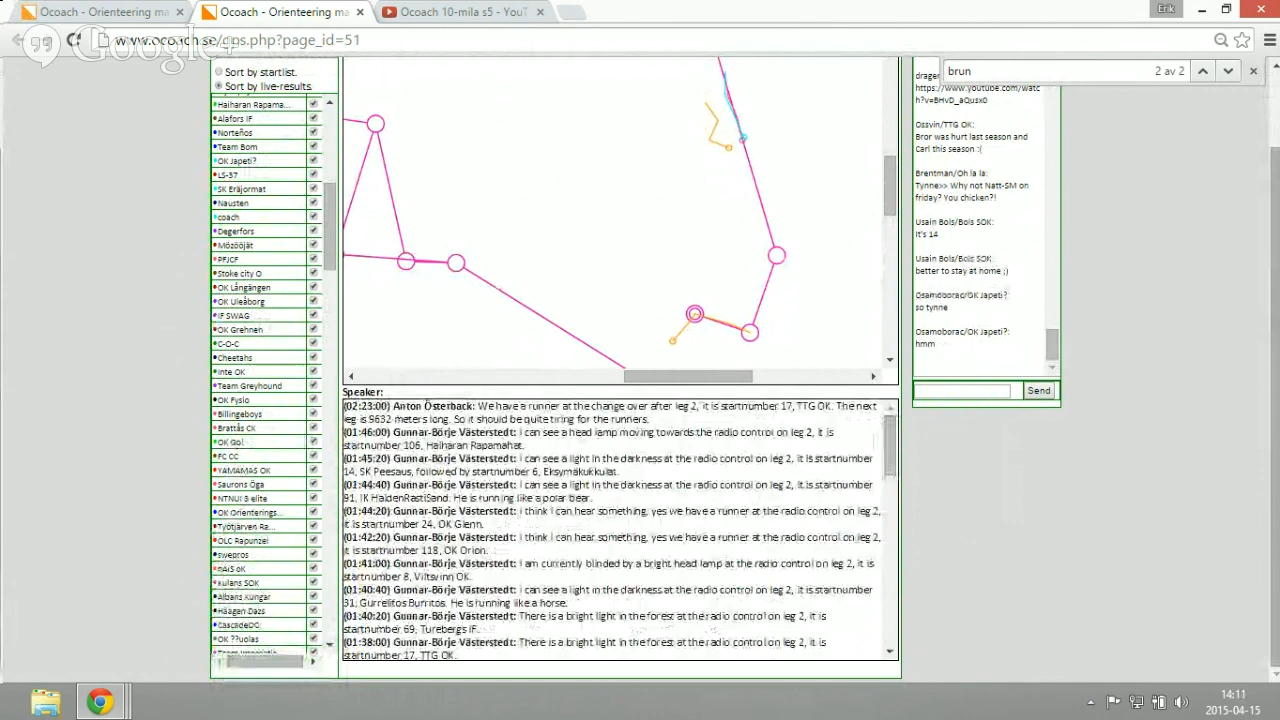 Ocoach - Orienteering ma
Ocoach - Orienteering ma
Ocoach 10-mila s5 - YouT
Erik
www.ocoach.se/gps.php?page_id=51
Google+
brun
2 av 2
Sort by startlist.
Sort by live-results.
Haiharan Rapama...
Alafors IF
Norteños
Team Bom
OK Japeti?
LS-37
SK Eräjormat
Nausten
coach
Degerfors
Mözööjät
PFJCF
Stoke city O
OK Långängen
OK Uleåborg
IF SWAG
OK Grehnen
C-O-C
Cheetahs
Inte OK
Team Greyhound
OK Fysio
Billingeboys
Brattås CK
OK Go!
FC CC
YAMAMAS OK
Saurons Öga
NTNUI 3 elite
OK Orienterings...
Työtjärven Ra...
OLC Rapunzel
swepros
nAiS oK
Kulans SOK
Albans Kungar
Häagen Dazs
CascadeOC
OK ??uolas
Speaker:
(02:23:00) Anton Österback: We have a runner at the change over after leg 2, it is startnumber 17, TTG OK. The next
leg is 9632 meters long. So it should be quite tiring for the runners.
(01:46:00) Gunnar-Börje Västerstedt: I can see a head lamp moving towards the radio control on leg 2, it is
startnumber 106, Haiharan Rapamahat.
(01:45:20) Gunnar-Börje Västerstedt: I can see a light in the darkness at the radio control on leg 2, it is startnumber
14, SK Peesaus, followed by startnumber 6, Eksymäkukkulat.
(01:44:40) Gunnar-Börje Västerstedt: I can see a light in the darkness at the radio control on leg 2, it is startnumber
91, IK HaldenRastiSand. He is running like a polar bear.
(01:44:20) Gunnar-Börje Västerstedt: I think I can hear something, yes we have a runner at the radio control on leg 2,
it is startnumber 24, OK Glenn.
(01:42:20) Gunnar-Börje Västerstedt: I think I can hear something, yes we have a runner at the radio control on leg 2,
it is startnumber 118, OK Orion.
(01:41:00) Gunnar-Börje Västerstedt: I am currently blinded by a bright head lamp at the radio control on leg 2, it is
startnumber 8, Viltsvinn OK.
(01:40:40) Gunnar-Börje Västerstedt: I can see a light in the darkness at the radio control on leg 2, it is startnumber
31, Gurrelitos Burritos. He is running like a horse.
(01:40:20) Gunnar-Börje Västerstedt: There is a bright light in the forest at the radio control on leg 2, it is
startnumber 69, Turebergs IF.
(01:38:00) Gunnar-Börje Västerstedt: There is a bright light in the forest at the radio control on leg 2, it is
startnumber 17, TTG OK.
https://www.youtube.com/watc
h?v=BHvD_aQusx0
Ossvin/TTG OK:
Bror was hurt last season and
Carl this season :(
Brentman/Oh la la:
Tynne>> Why not Natt-SM on
friday? You chicken?!
Usain Bols/Bols SOK:
It's 14
Usain Bols/Bols SOK:
better to stay at home ;)
Osamoborac/OK Japeti?:
so tynne
Osamoborac/OK Japeti?:
hmm
Send
14:11
2015-04-15